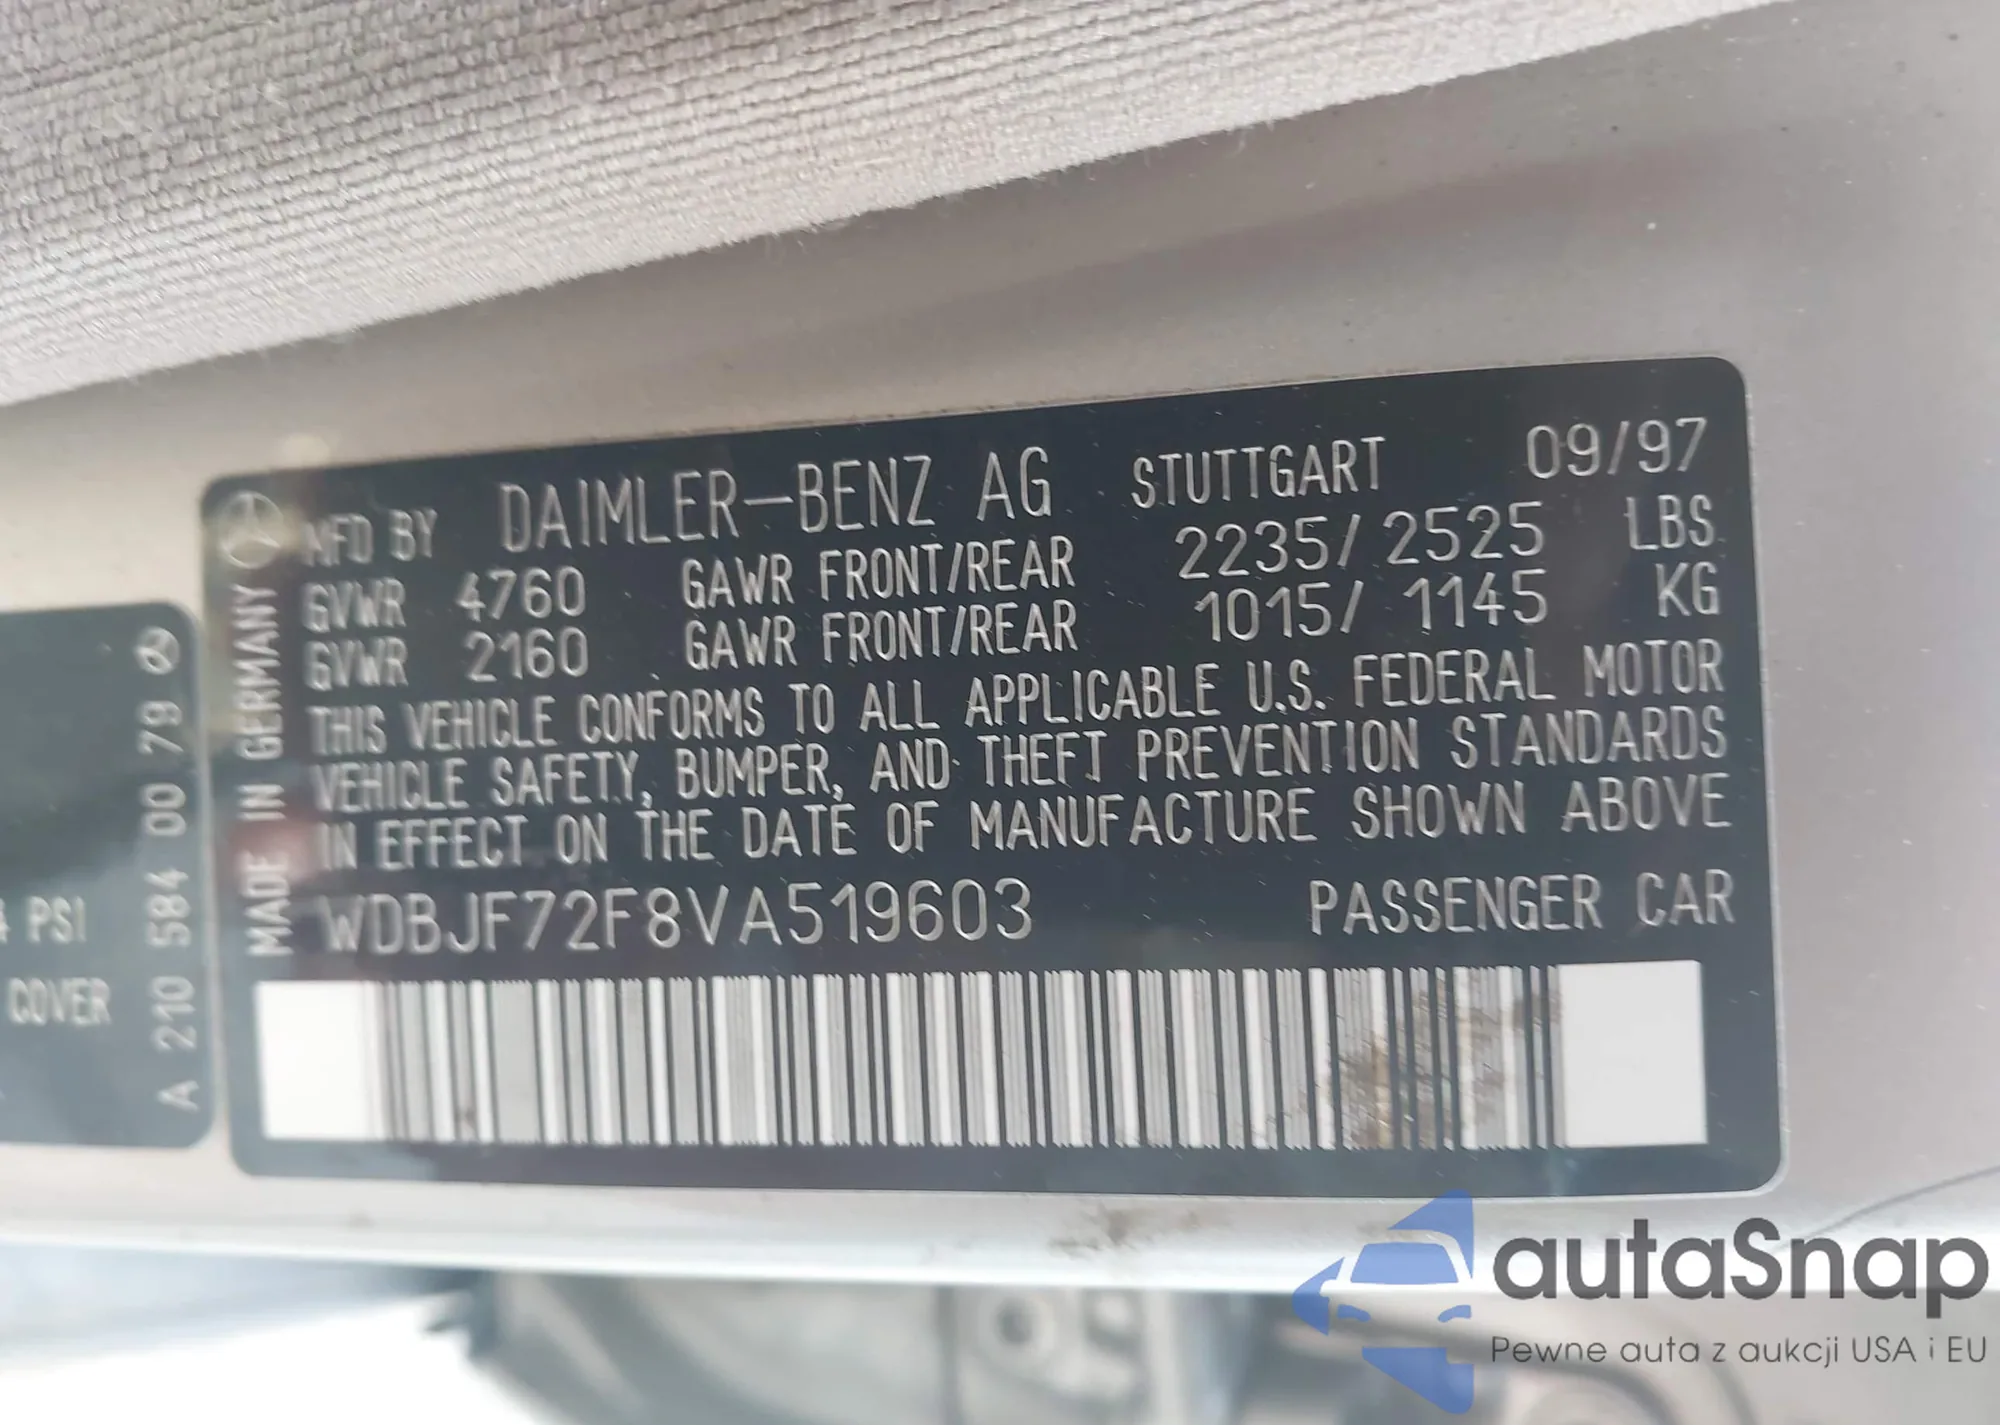 MFD BY DAIMLER-BENZ AG STUTTGART 09/97
GVWR 4760 GAWR FRONT/REAR 2235/2525 LBS
GVWR 2160 GAWR FRONT/REAR 1015/1145 KG
THIS VEHICLE CONFORMS TO ALL APPLICABLE U.S. FEDERAL MOTOR
VEHICLE SAFETY, BUMPER, AND THEFT PREVENTION STANDARDS
IN EFFECT ON THE DATE OF MANUFACTURE SHOWN ABOVE
WDBJF72F8VA519603 PASSENGER CAR
MADE IN GERMANY
A 210 584 00 79
4 PSI
COVER
autaSnap
Pewne auta z aukcji USA i EU